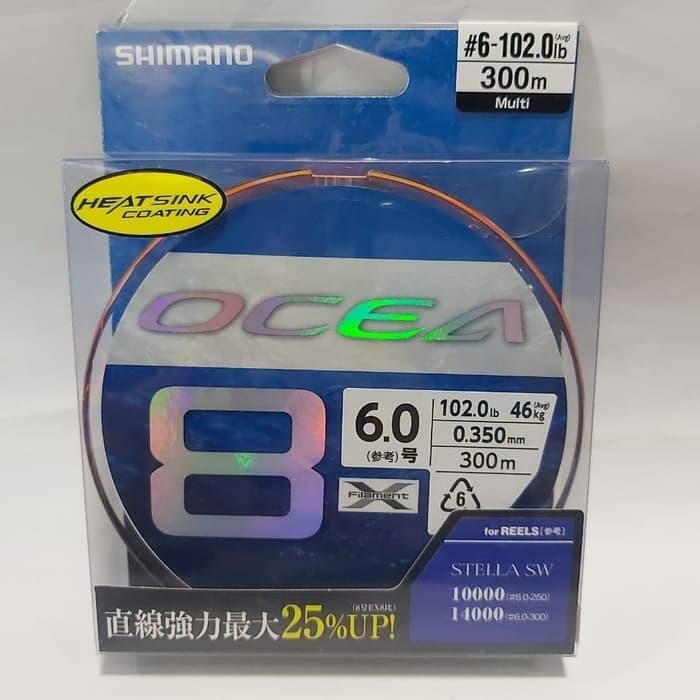 SHIMANO
#6-102.0lb (Avg)
300m
Multi
HEATSINK
COATING
OCEA
8
6.0
(参考)号
102.0lb 46kg (Avg)
0.350mm
300m
X
Filament
6
for REELS[参考]
STELLA SW
10000(#6.0-250)
14000(#6.0-300)
直線強力最大25%UP!